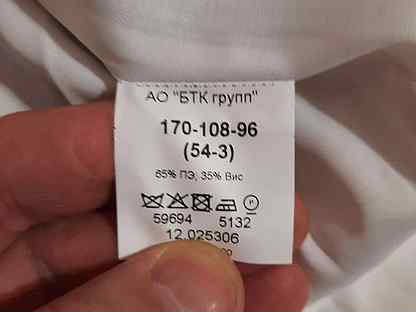 АО "БТК групп"
170-108-96
(54-3)
65% ПЭ, 35% Вис
P
59694 5132
12.025306